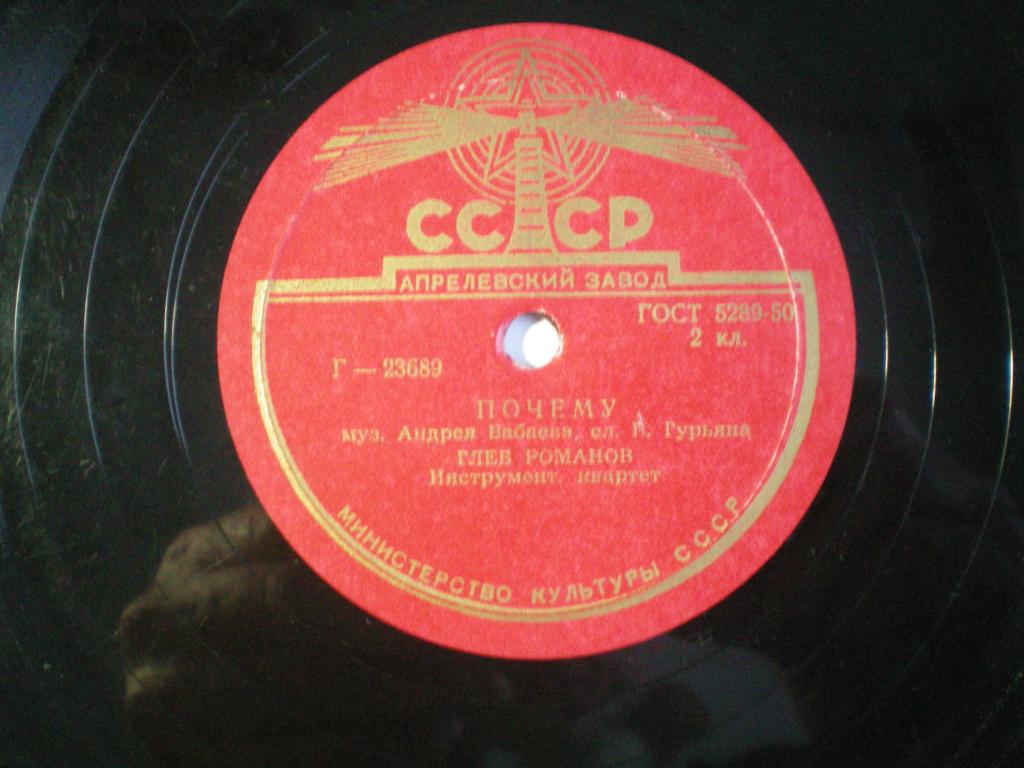 СССР
АПРЕЛЕВСКИЙ ЗАВОД
ГОСТ 5289-50
2 кл.
Г — 23689
ПОЧЕМУ
муз. Андрея Бабаева, сл. Гурьяна
ГЛЕБ РОМАНОВ
Инструмент. квартет
МИНИСТЕРСТВО КУЛЬТУРЫ СССР